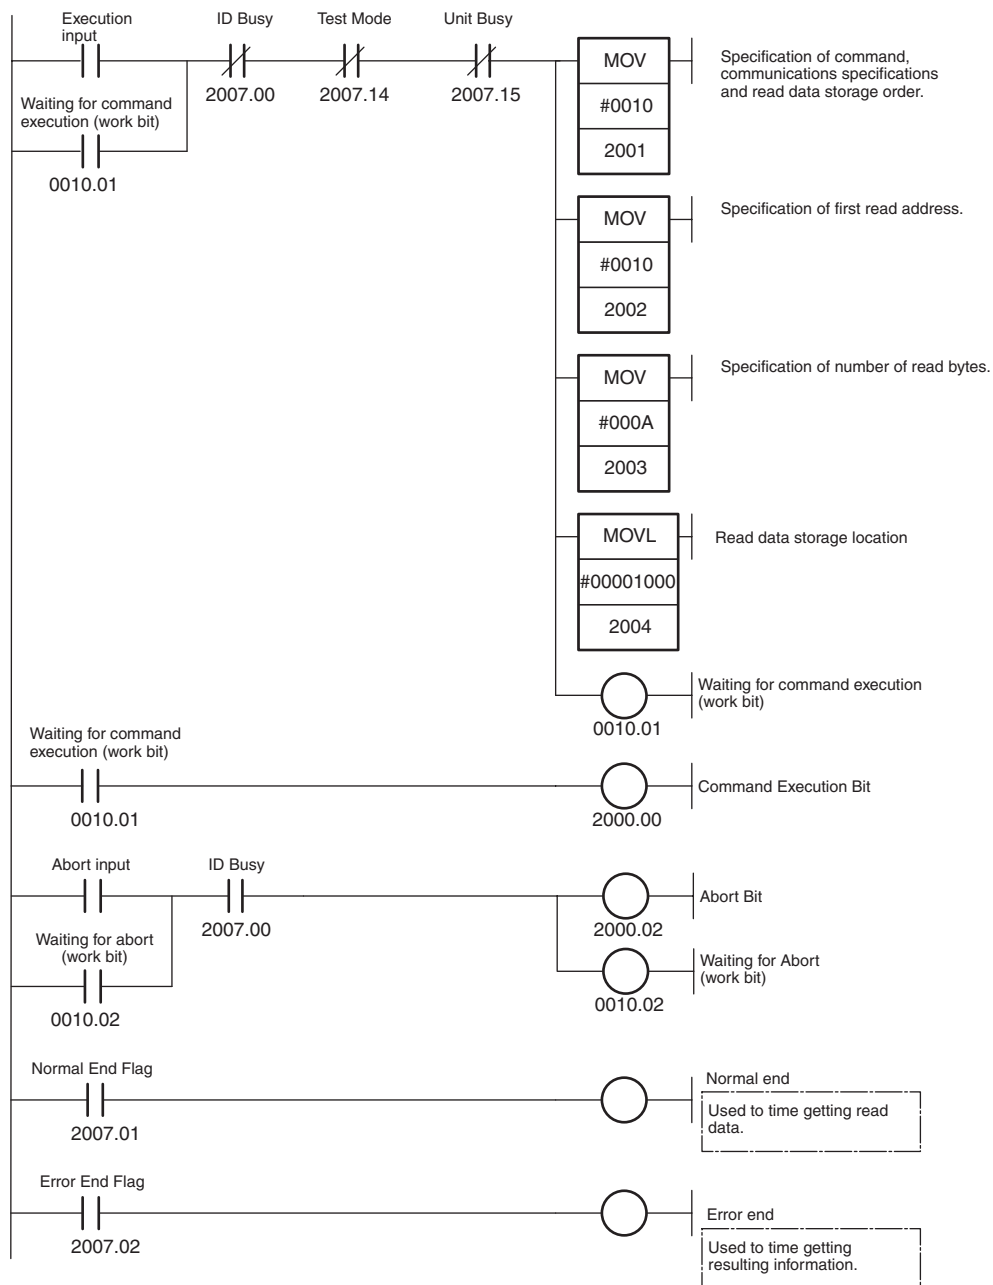 Execution
input
ID Busy
Test Mode
Unit Busy
2007.00
2007.14
2007.15
Waiting for command
execution (work bit)
0010.01
MOV
#0010
2001
Specification of command,
communications specifications
and read data storage order.
MOV
#0010
2002
Specification of first read address.
MOV
#000A
2003
Specification of number of read bytes.
MOVL
#00001000
2004
Read data storage location
Waiting for command execution
(work bit)
0010.01
Waiting for command
execution (work bit)
0010.01
2000.00
Command Execution Bit
Abort input
ID Busy
2007.00
2000.02
Abort Bit
Waiting for abort
(work bit)
0010.02
0010.02
Waiting for Abort
(work bit)
Normal End Flag
2007.01
Normal end
Used to time getting read
data.
Error End Flag
2007.02
Error end
Used to time getting
resulting information.